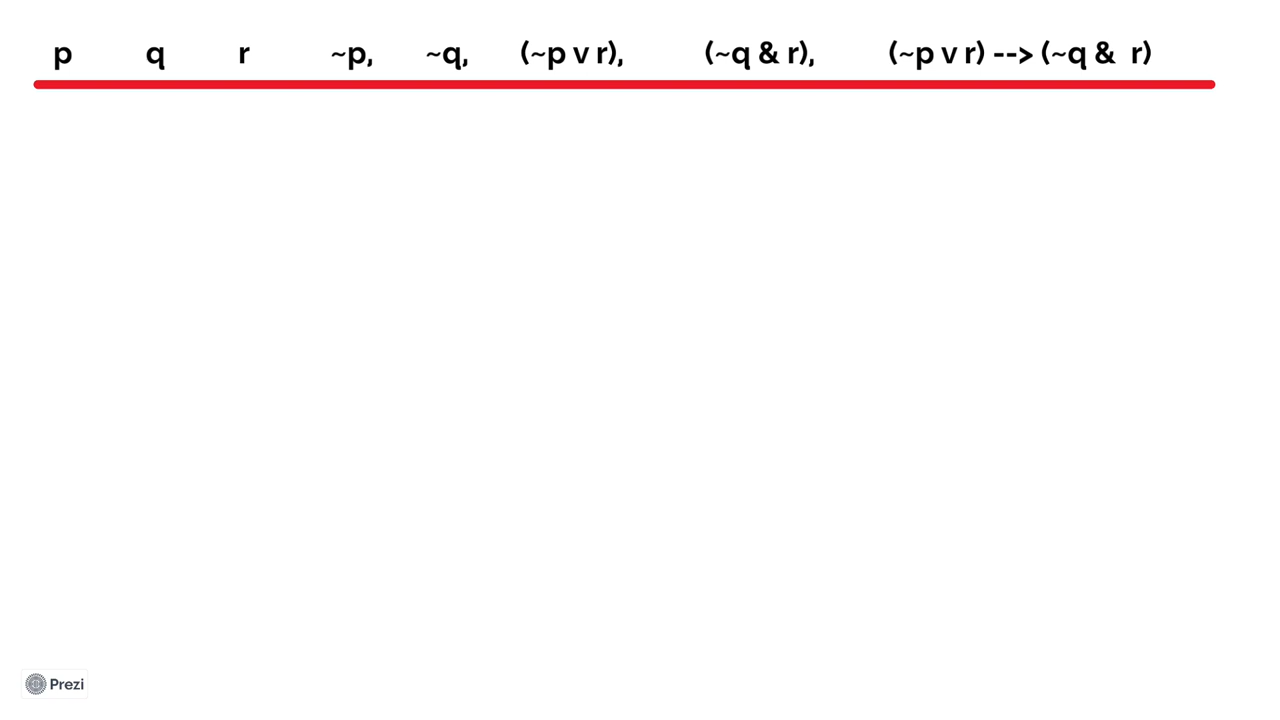 p q r ~p, ~q, (~p v r), (~q & r), (~p v r) --> (~q & r)
Prezi